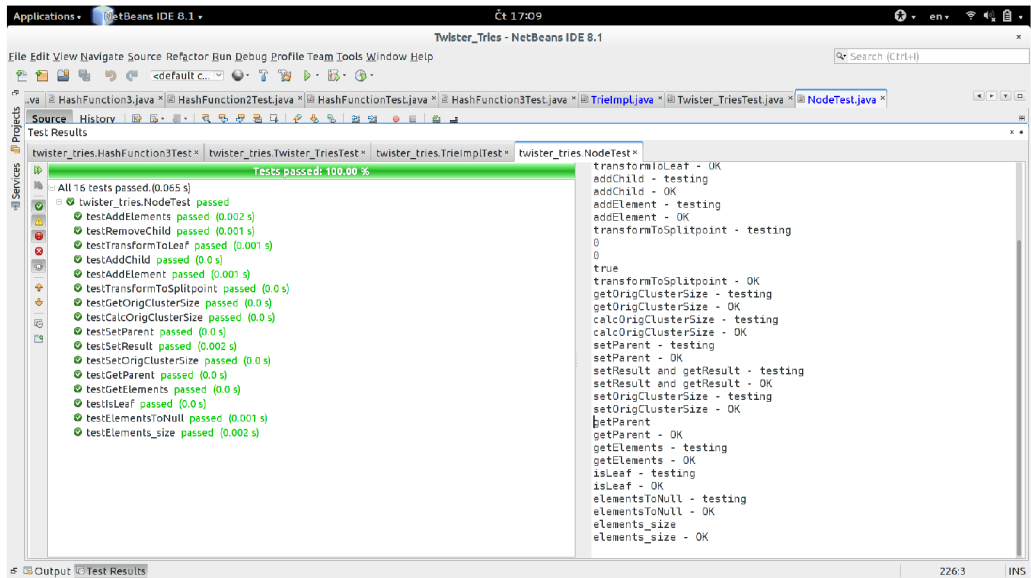 Applications NetBeans IDE 8.1 Čt 17:09 en
Twister_Tries - NetBeans IDE 8.1 ×
File Edit View Navigate Source Refactor Run Debug Profile Team Tools Window Help Search (Ctrl+I)
<default c...
.va HashFunction3.java HashFunction2Test.java HashFunctionTest.java HashFunction3Test.java TrieImpl.java Twister_TriesTest.java NodeTest.java
Source History
Projects
Services
Test Results
twister_tries.HashFunction3Test twister_tries.Twister_TriesTest twister_tries.TrieImplTest twister_tries.NodeTest
Tests passed: 100.00 %
All 16 tests passed.(0.065 s)
twister_tries.NodeTest passed
testAddElements passed (0.002 s)
testRemoveChild passed (0.001 s)
testTransformToLeaf passed (0.001 s)
testAddChild passed (0.0 s)
testAddElement passed (0.001 s)
testTransformToSplitpoint passed (0.0 s)
testGetOrigClusterSize passed (0.0 s)
testCalcOrigClusterSize passed (0.0 s)
testSetParent passed (0.0 s)
testSetResult passed (0.002 s)
testSetOrigClusterSize passed (0.0 s)
testGetParent passed (0.0 s)
testGetElements passed (0.0 s)
testIsLeaf passed (0.0 s)
testElementsToNull passed (0.001 s)
testElements_size passed (0.002 s)
transformToLeaf - OK
addChild - testing
addChild - OK
addElement - testing
addElement - OK
transformToSplitpoint - testing
0
0
true
transformToSplitpoint - OK
getOrigClusterSize - testing
getOrigClusterSize - OK
calcOrigClusterSize - testing
calcOrigClusterSize - OK
setParent - testing
setParent - OK
setResult and getResult - testing
setResult and getResult - OK
setOrigClusterSize - testing
setOrigClusterSize - OK
getParent
getParent - OK
getElements - testing
getElements - OK
isLeaf - testing
isLeaf - OK
elementsToNull - testing
elementsToNull - OK
elements_size
elements_size - OK
Output Test Results 226:3 INS